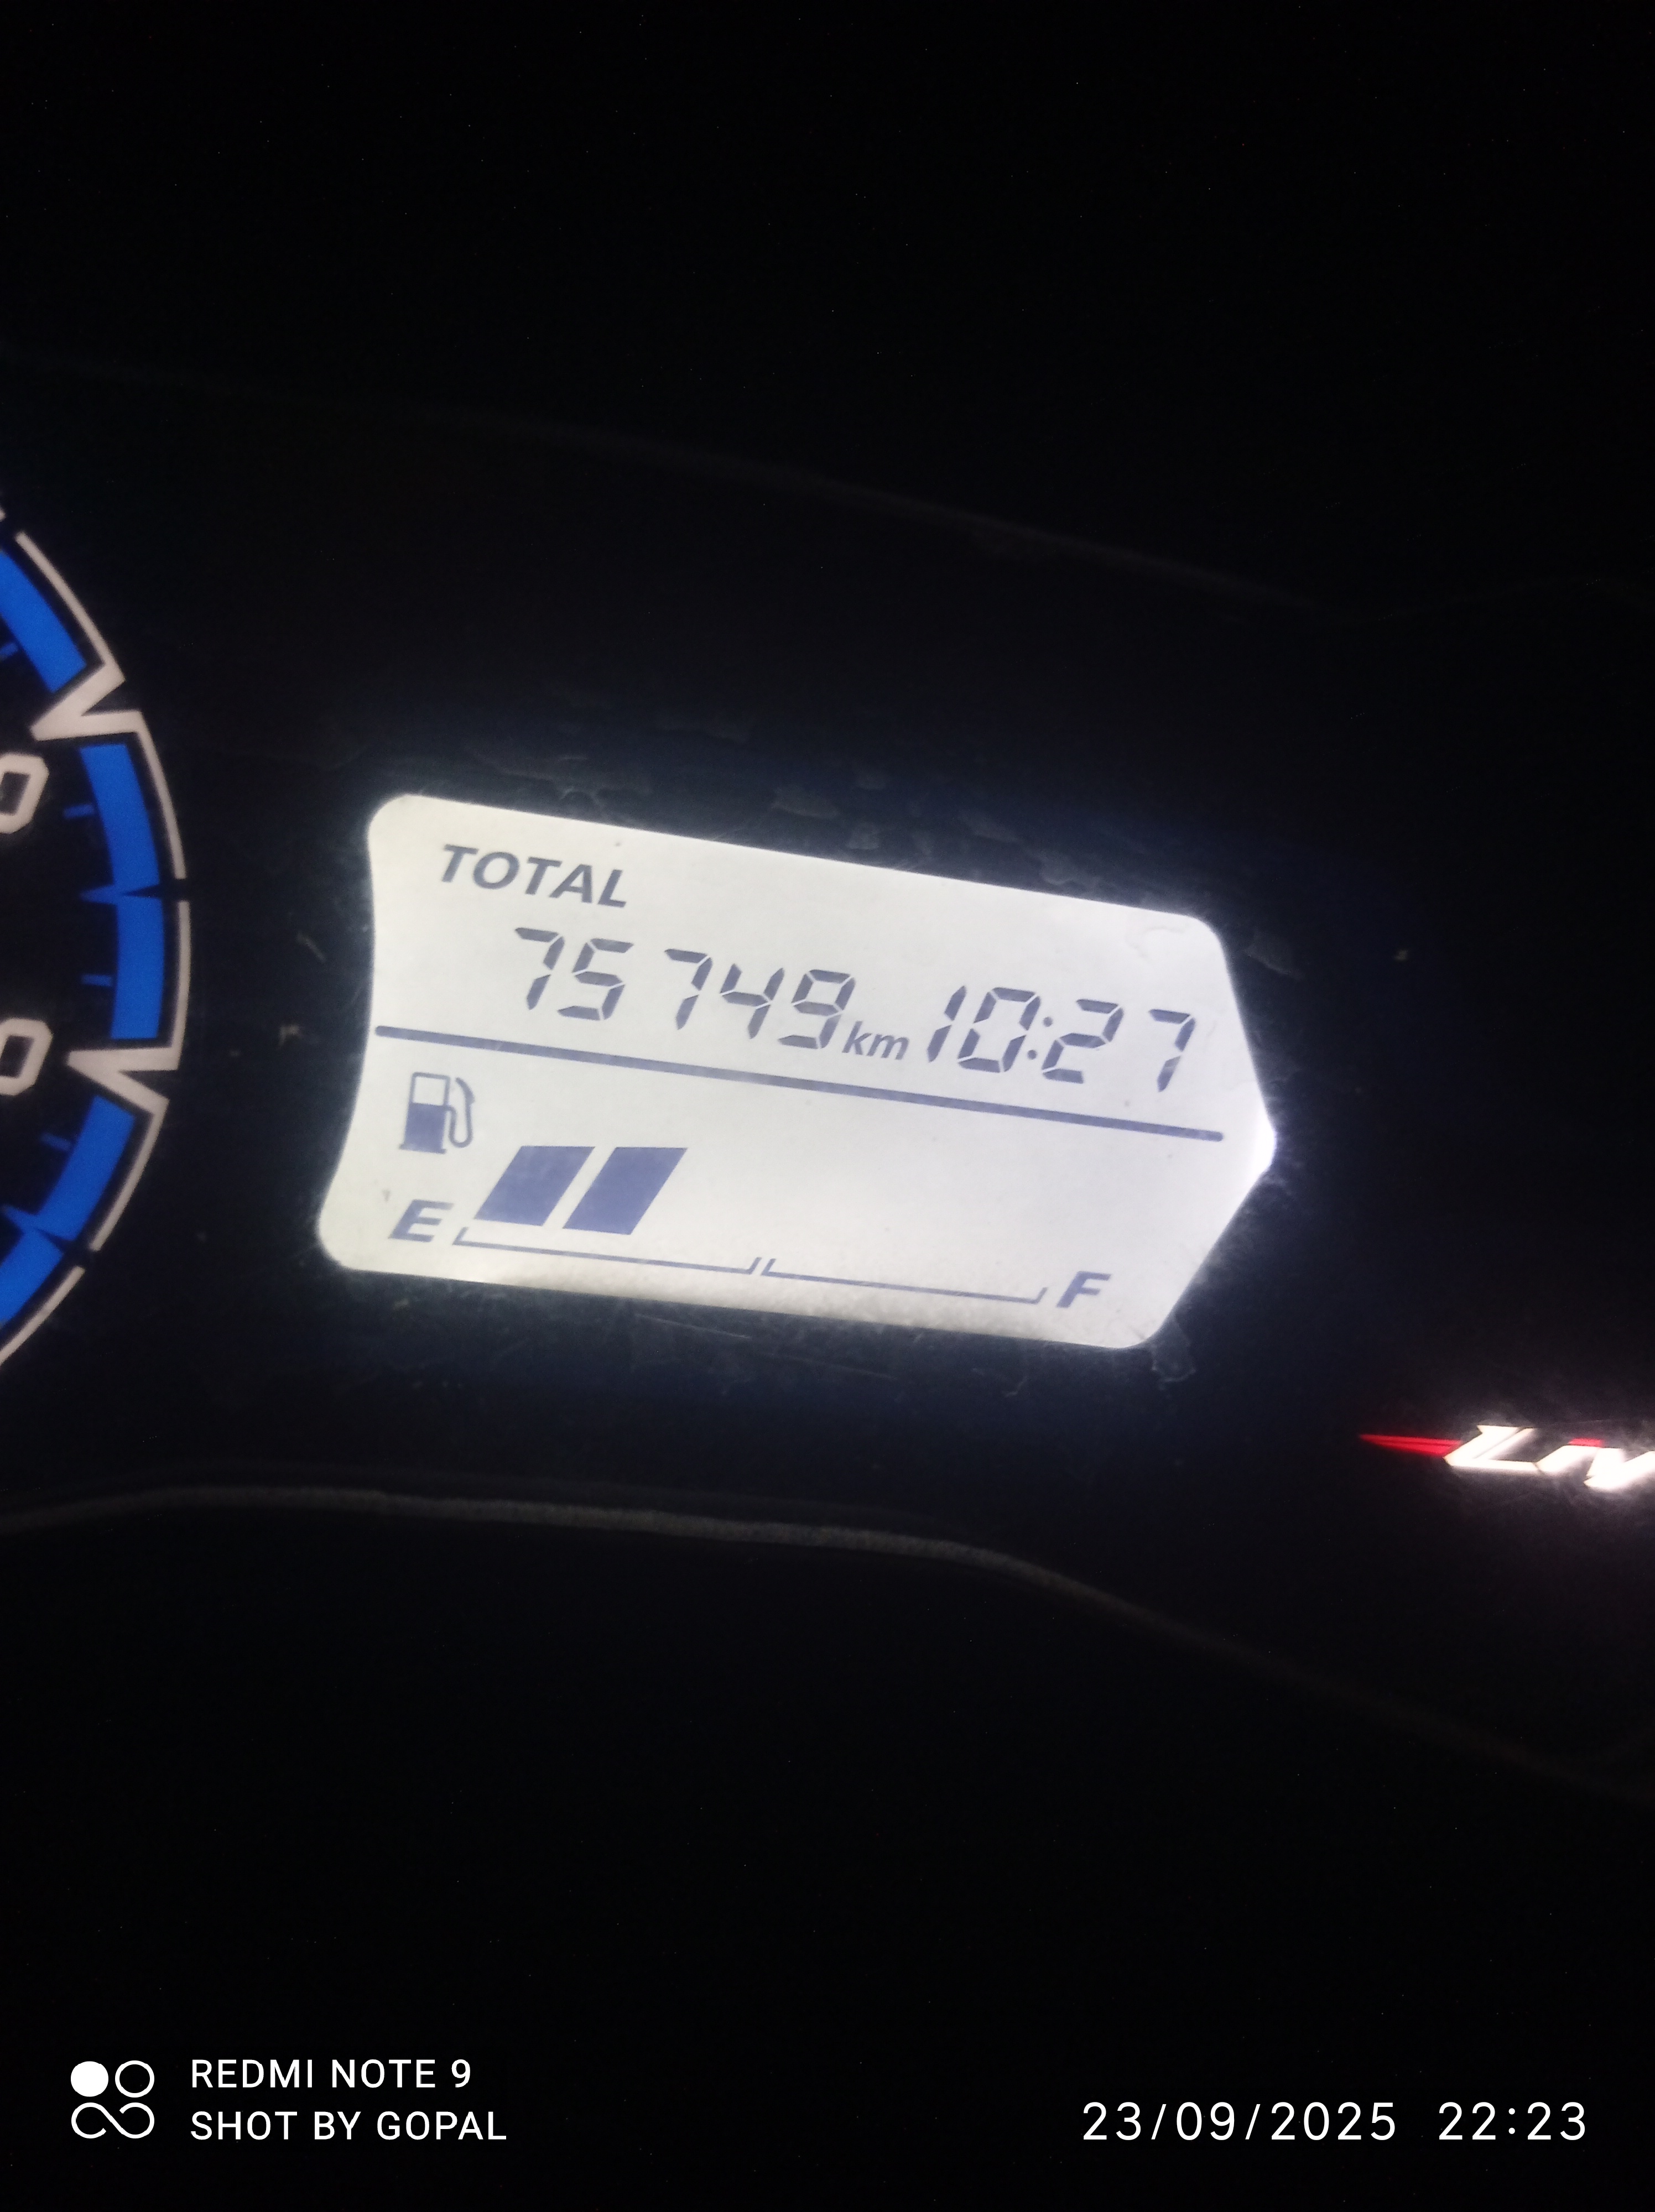 TOTAL
75749 km 10:27
E F
REDMI NOTE 9
SHOT BY GOPAL
23/09/2025 22:23